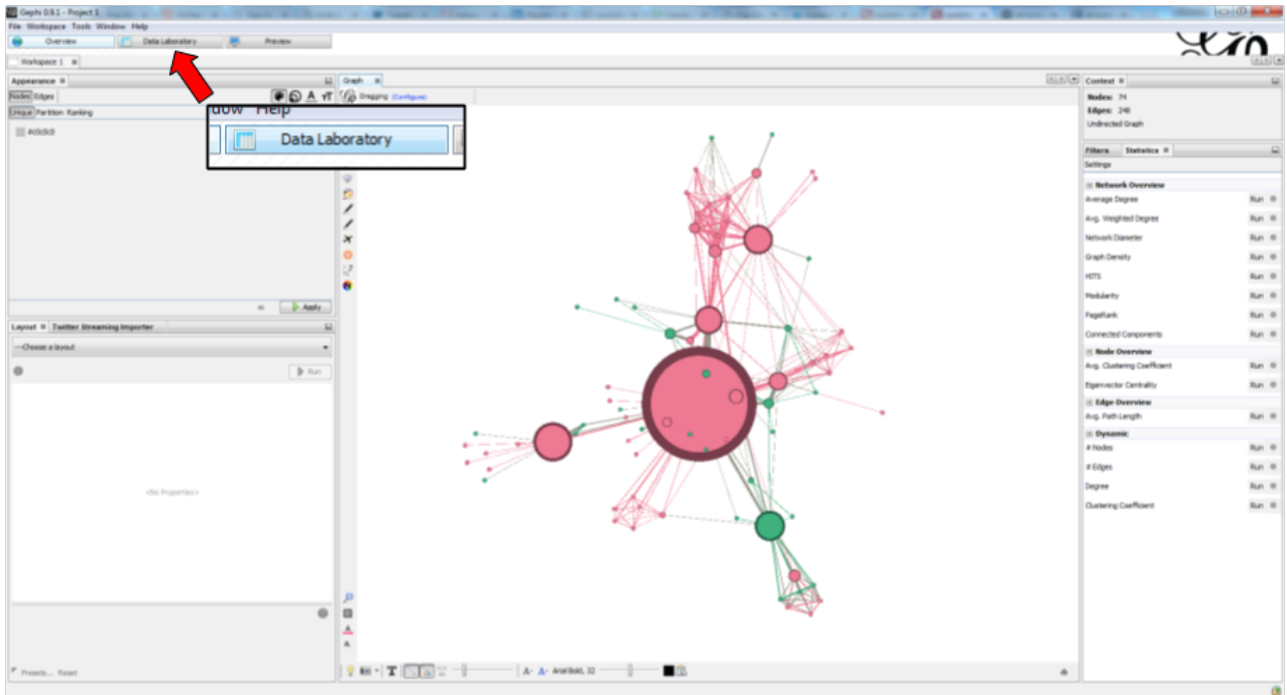 Gephi 0.9.1 - Project 1
File Workspace Tools Window Help
Overview Data Laboratory Preview
Workspace 1
Appearance
Nodes Edges
Unique Partition Ranking
#c0c0c0
Apply
Layout Twitter Streaming Importer
---Choose a layout
Run
<No Properties>
Presets... Reset
dow Help
Data Laboratory
Graph
Dragging (Configure)
Arial Bold, 32
Context
Nodes: 74
Edges: 248
Undirected Graph
Filters Statistics
Settings
Network Overview
Average Degree Run
Avg. Weighted Degree Run
Network Diameter Run
Graph Density Run
HITS Run
Modularity Run
PageRank Run
Connected Components Run
Node Overview
Avg. Clustering Coefficient Run
Eigenvector Centrality Run
Edge Overview
Avg. Path Length Run
Dynamic
# Nodes Run
# Edges Run
Degree Run
Clustering Coefficient Run